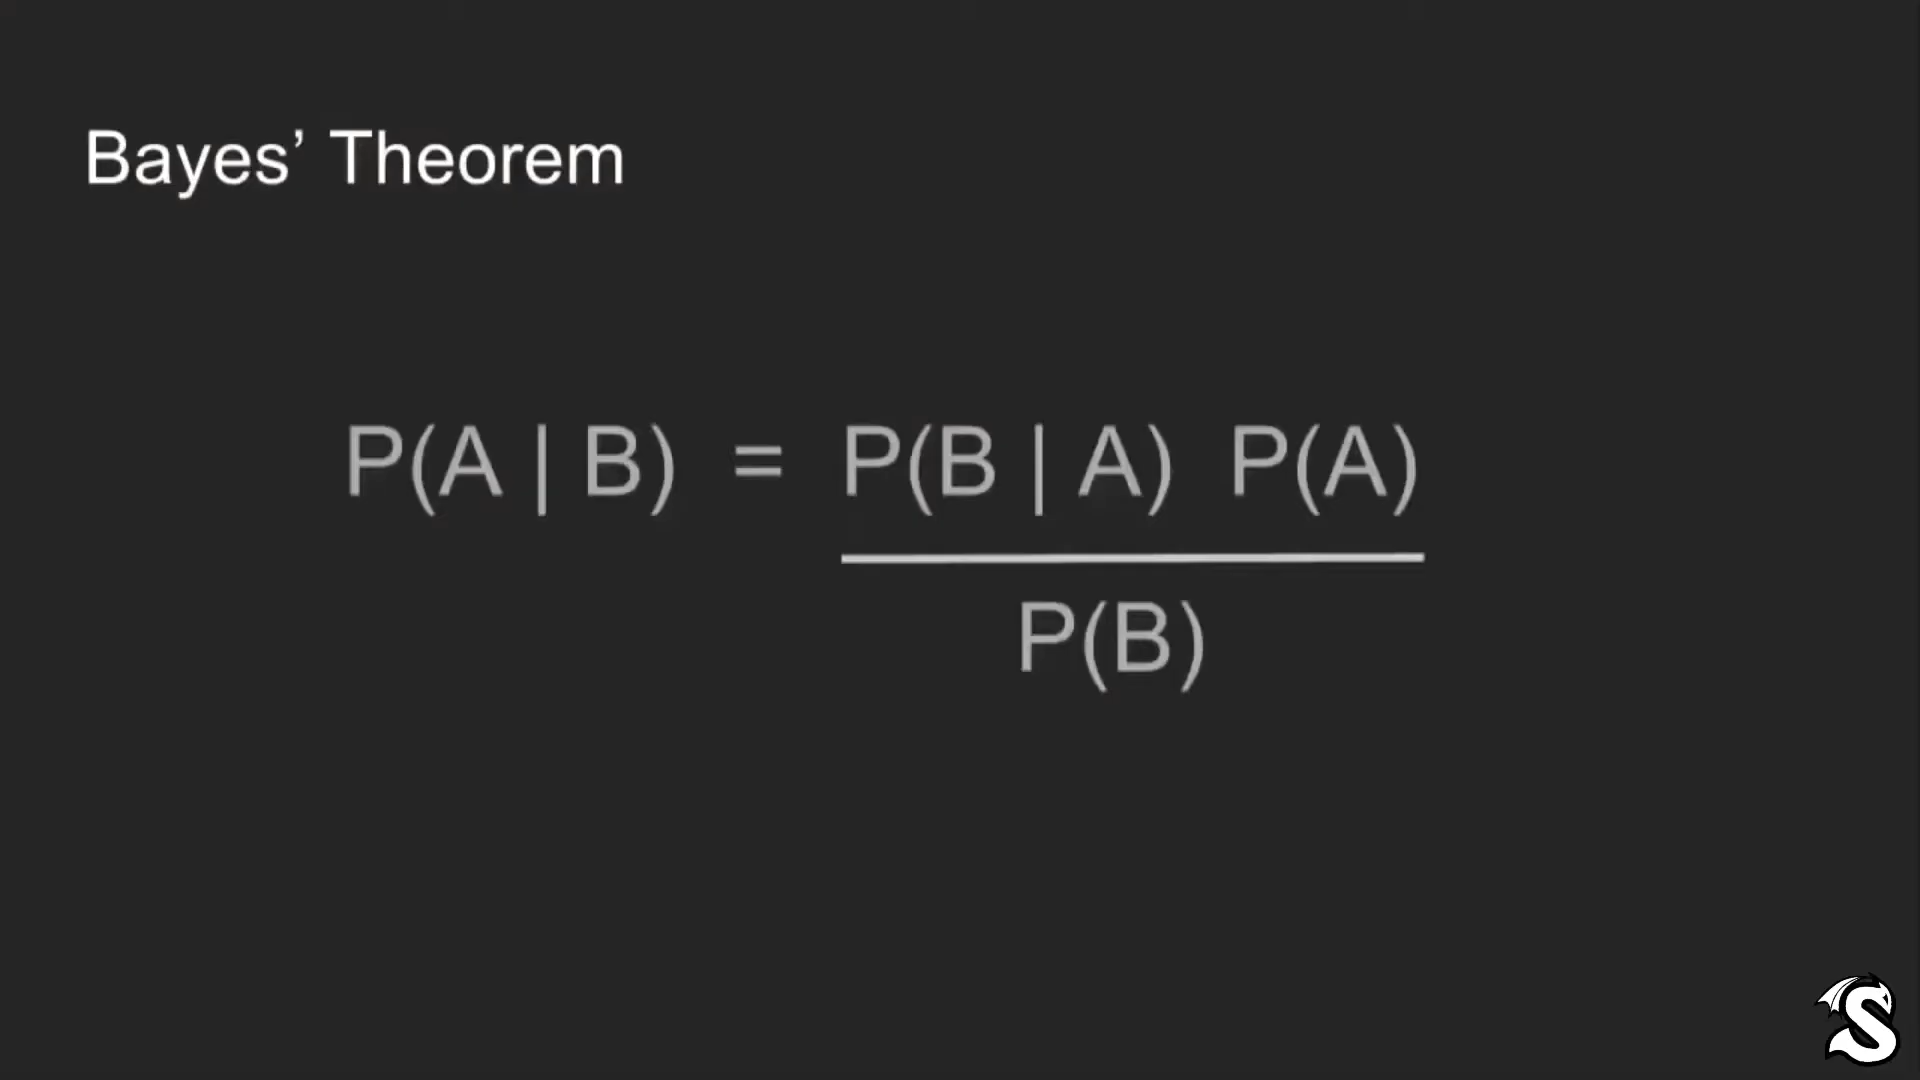 Bayes’ Theorem
P(A | B) = P(B | A) P(A)
P(B)
S